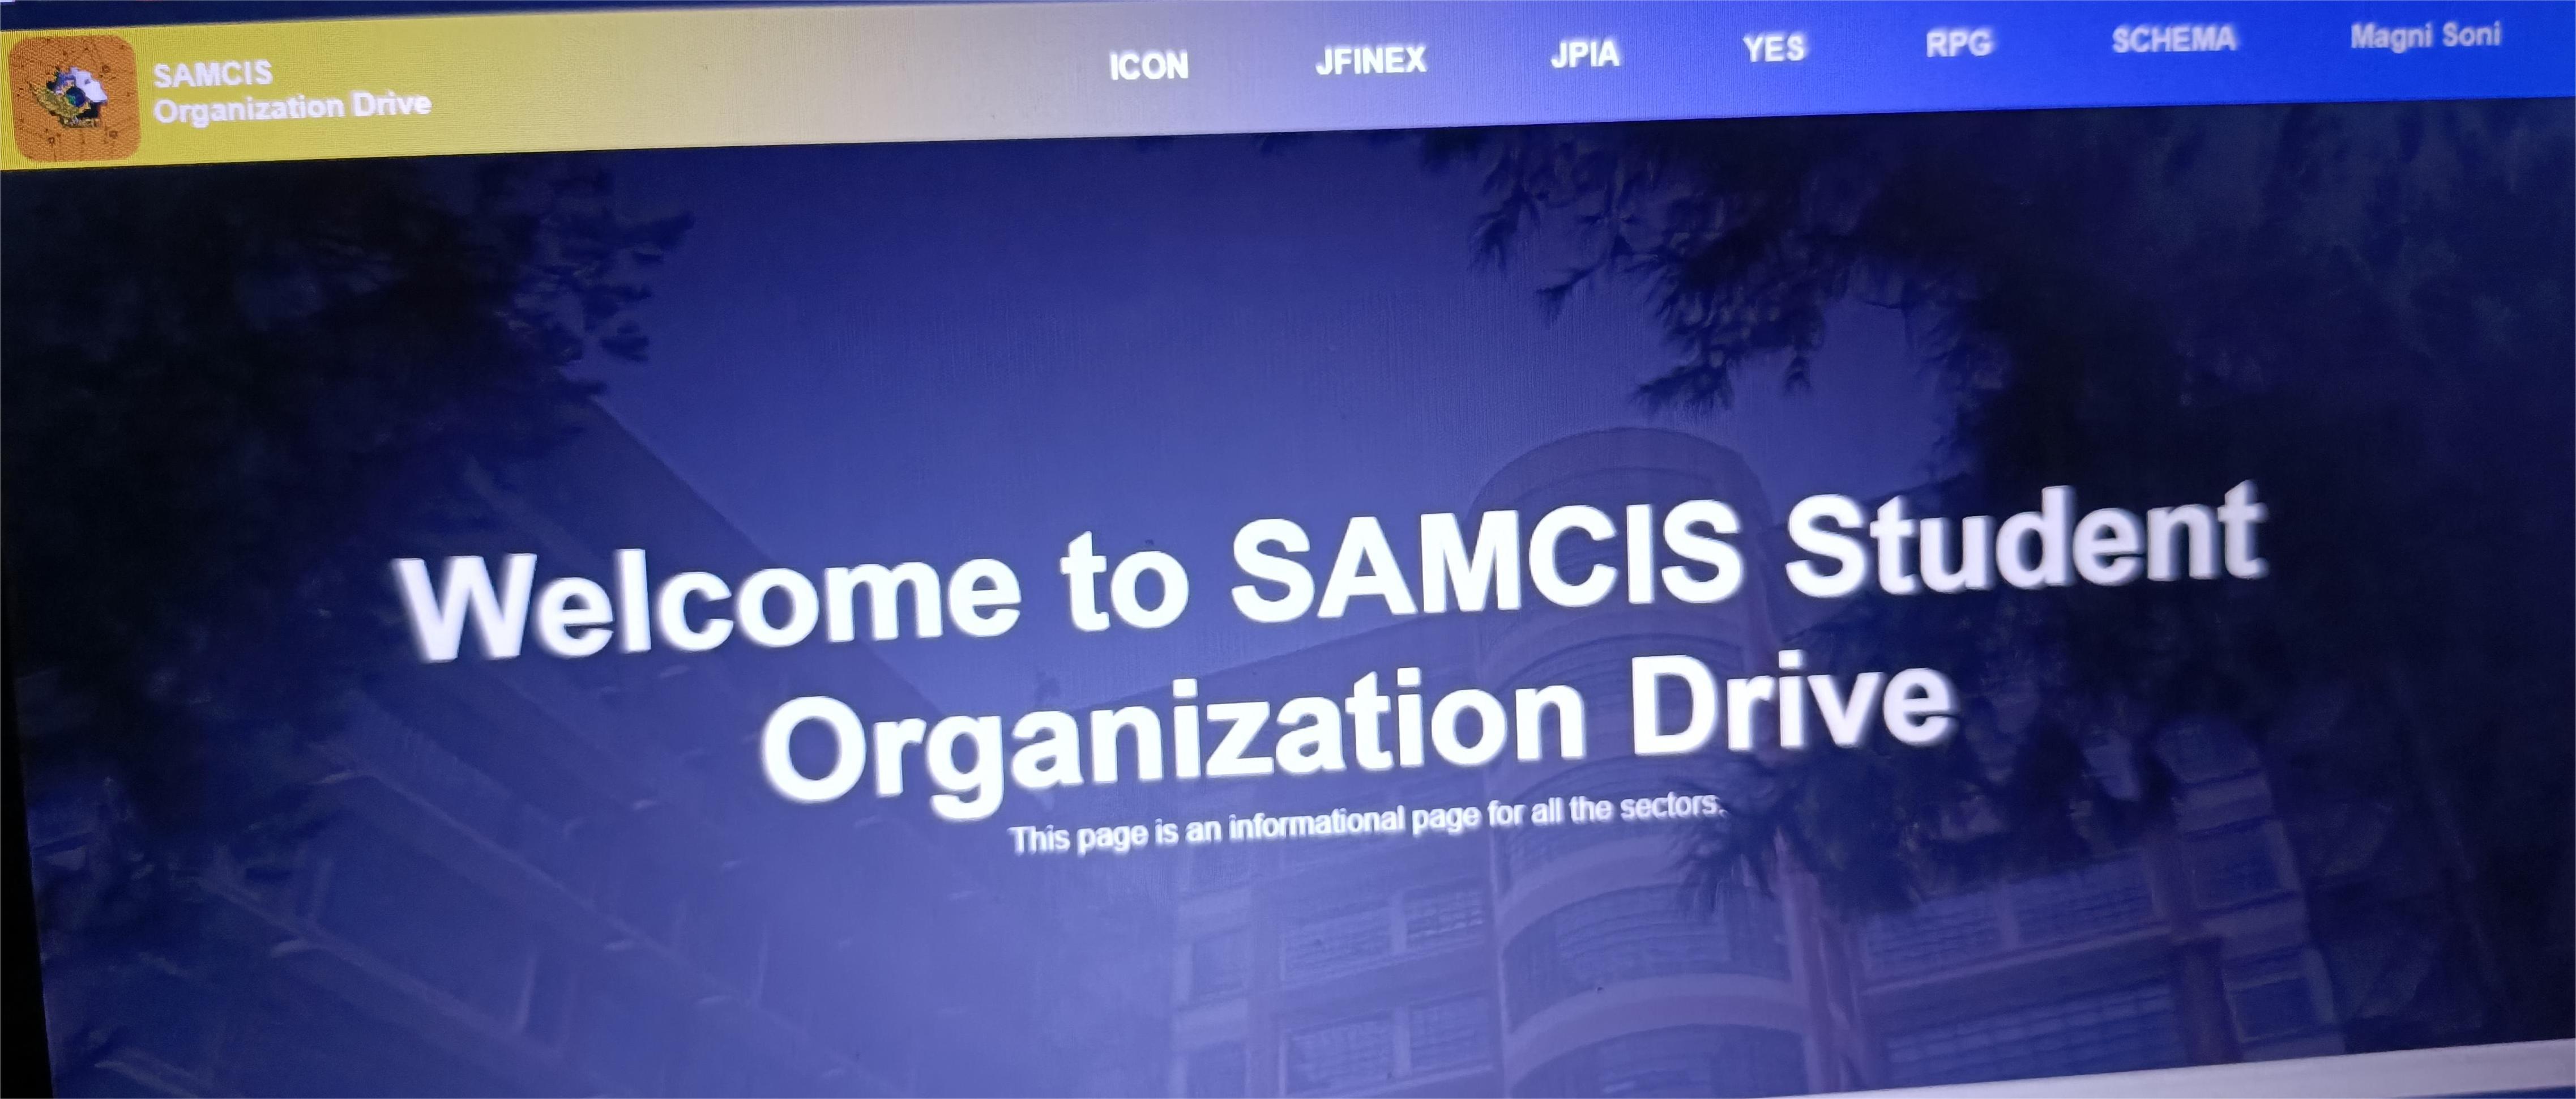 SAMCIS
Organization Drive
ICON
JFINEX
JPIA
YES
RPG
SCHEMA
Magni Soni
Welcome to SAMCIS Student
Organization Drive
This page is an informational page for all the sectors.